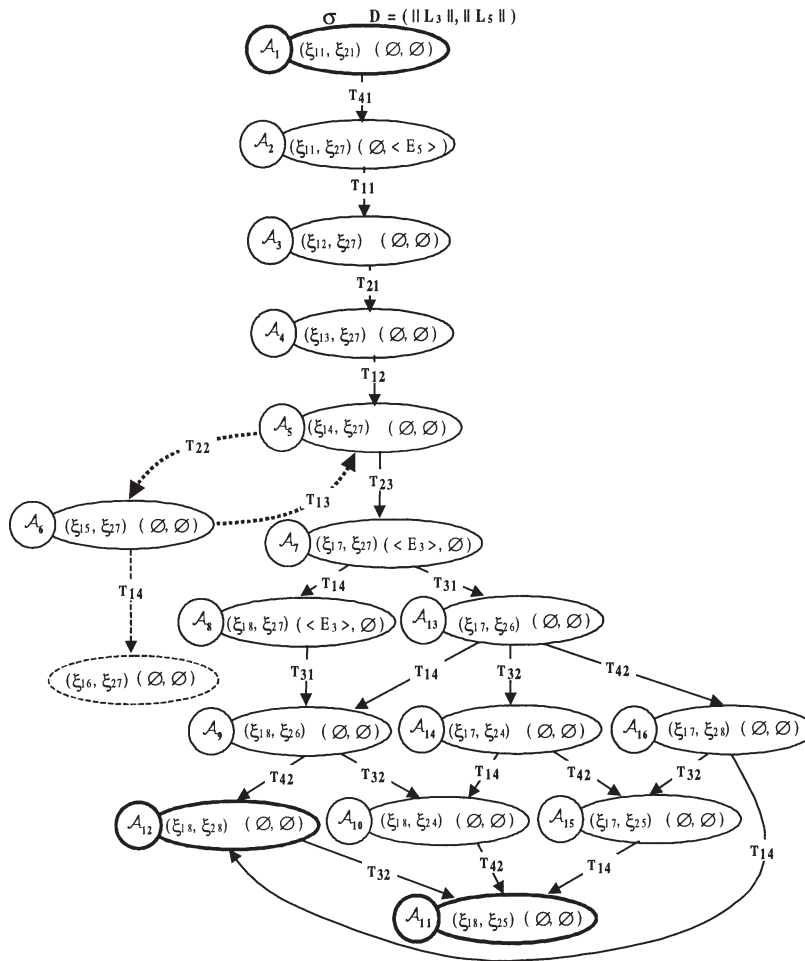 σ D = ( || L₃ ||, || L₅ || )
𝒜₁ (ξ₁₁, ξ₂₁) (∅, ∅)
T₄₁
𝒜₂ (ξ₁₁, ξ₂₇) ( ∅, < E₅ > )
T₁₁
𝒜₃ (ξ₁₂, ξ₂₇) (∅, ∅)
T₂₁
𝒜₄ (ξ₁₃, ξ₂₇) (∅, ∅)
T₁₂
𝒜₅ (ξ₁₄, ξ₂₇) (∅, ∅)
T₂₂
T₁₃ T₂₃
𝒜₆ (ξ₁₅, ξ₂₇) (∅, ∅)
𝒜₇ (ξ₁₇, ξ₂₇) ( < E₃ >, ∅)
T₁₄ T₁₄ T₃₁
𝒜₈ (ξ₁₈, ξ₂₇) ( < E₃ >, ∅) 𝒜₁₃ (ξ₁₇, ξ₂₆) (∅, ∅)
(ξ₁₆, ξ₂₇) (∅, ∅) T₃₁ T₁₄ T₃₂ T₄₂
𝒜₉ (ξ₁₈, ξ₂₆) (∅, ∅) 𝒜₁₄ (ξ₁₇, ξ₂₄) (∅, ∅) 𝒜₁₆ (ξ₁₇, ξ₂₈) (∅, ∅)
T₄₂ T₃₂ T₁₄ T₄₂ T₃₂
𝒜₁₂ (ξ₁₈, ξ₂₈) (∅, ∅) 𝒜₁₀ (ξ₁₈, ξ₂₄) (∅, ∅) 𝒜₁₅ (ξ₁₇, ξ₂₅) (∅, ∅)
T₃₂ T₄₂ T₁₄ T₁₄
𝒜₁₁ (ξ₁₈, ξ₂₅) (∅, ∅)